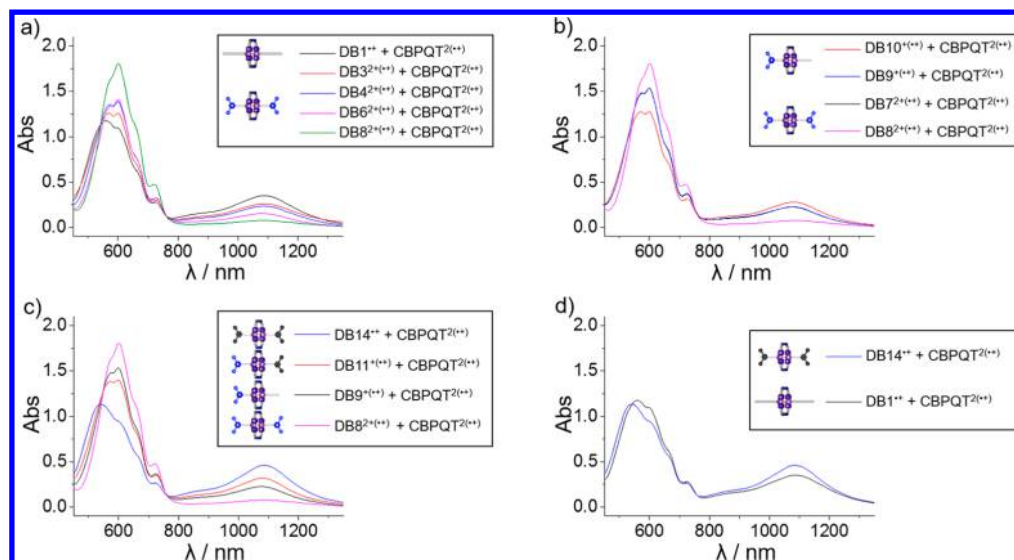 a)
Abs
2.0
1.5
1.0
0.5
0.0
600 800 1000 1200
λ / nm
DB1•+ + CBPQT2(•+)
DB32+(•+) + CBPQT2(•+)
DB42+(•+) + CBPQT2(•+)
DB62+(•+) + CBPQT2(•+)
DB82+(•+) + CBPQT2(•+)
b)
Abs
2.0
1.5
1.0
0.5
0.0
600 800 1000 1200
λ / nm
DB10+(•+) + CBPQT2(•+)
DB9+(•+) + CBPQT2(•+)
DB72+(•+) + CBPQT2(•+)
DB82+(•+) + CBPQT2(•+)
c)
Abs
2.0
1.5
1.0
0.5
0.0
600 800 1000 1200
λ / nm
DB14•+ + CBPQT2(•+)
DB11+(•+) + CBPQT2(•+)
DB9+(•+) + CBPQT2(•+)
DB82+(•+) + CBPQT2(•+)
d)
Abs
2.0
1.5
1.0
0.5
0.0
600 800 1000 1200
λ / nm
DB14•+ + CBPQT2(•+)
DB1•+ + CBPQT2(•+)